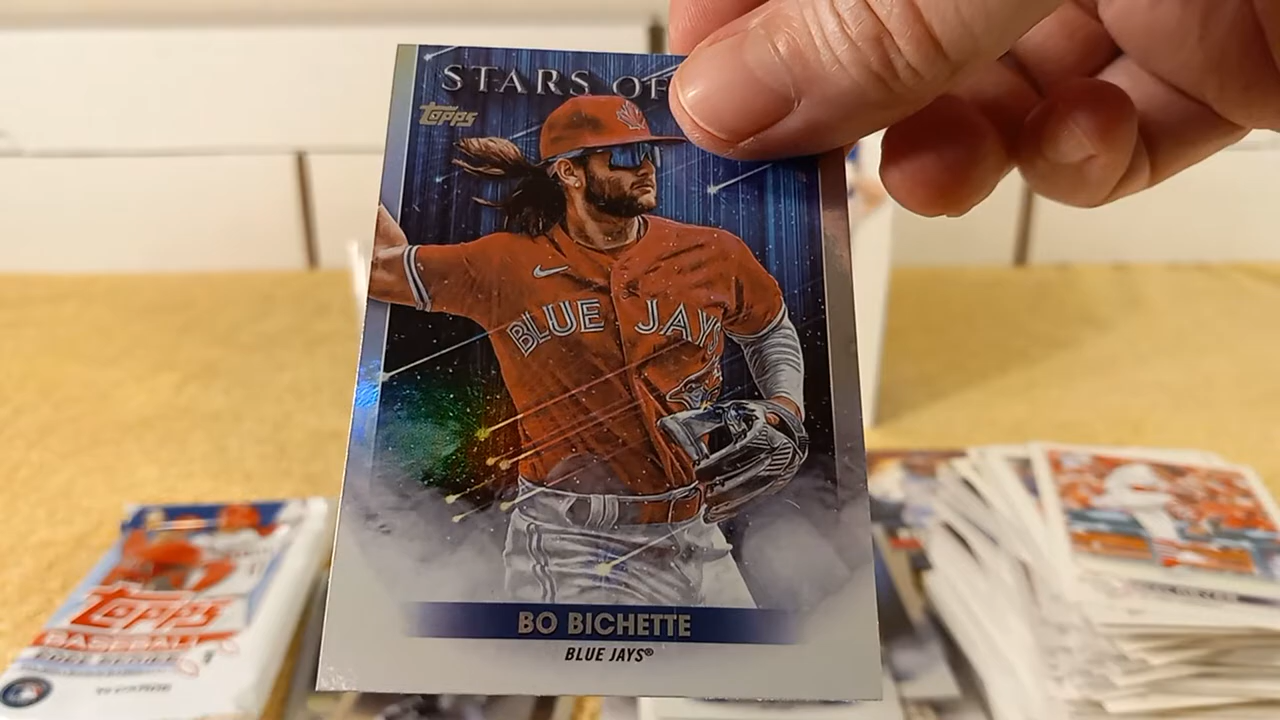 STARS OF
Topps
BLUE JAYS
BO BICHETTE
BLUE JAYS®
Topps
BASEBALL